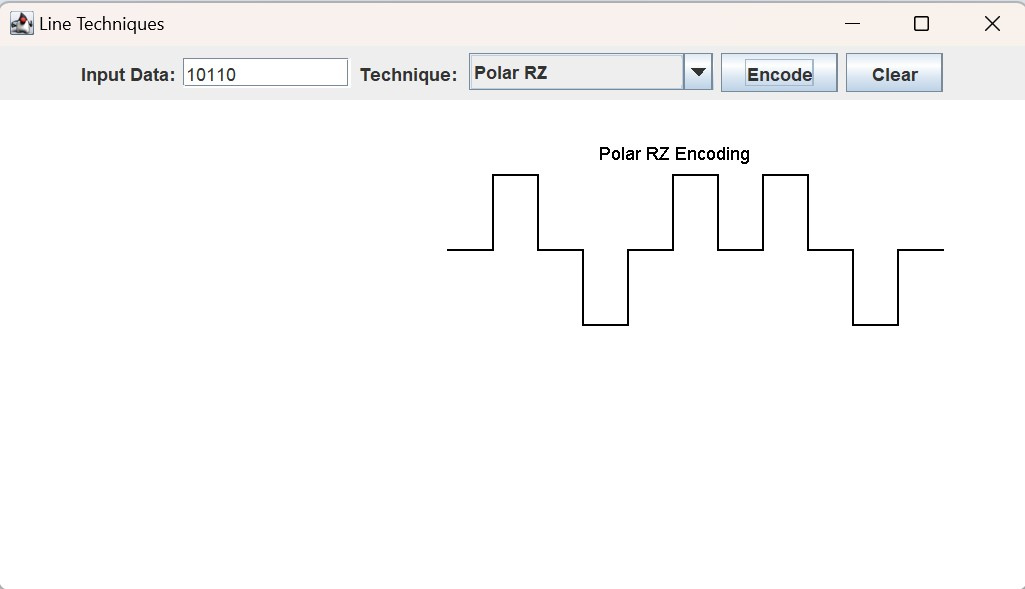 Line Techniques
Input Data: 10110 Technique: Polar RZ Encode Clear
Polar RZ Encoding